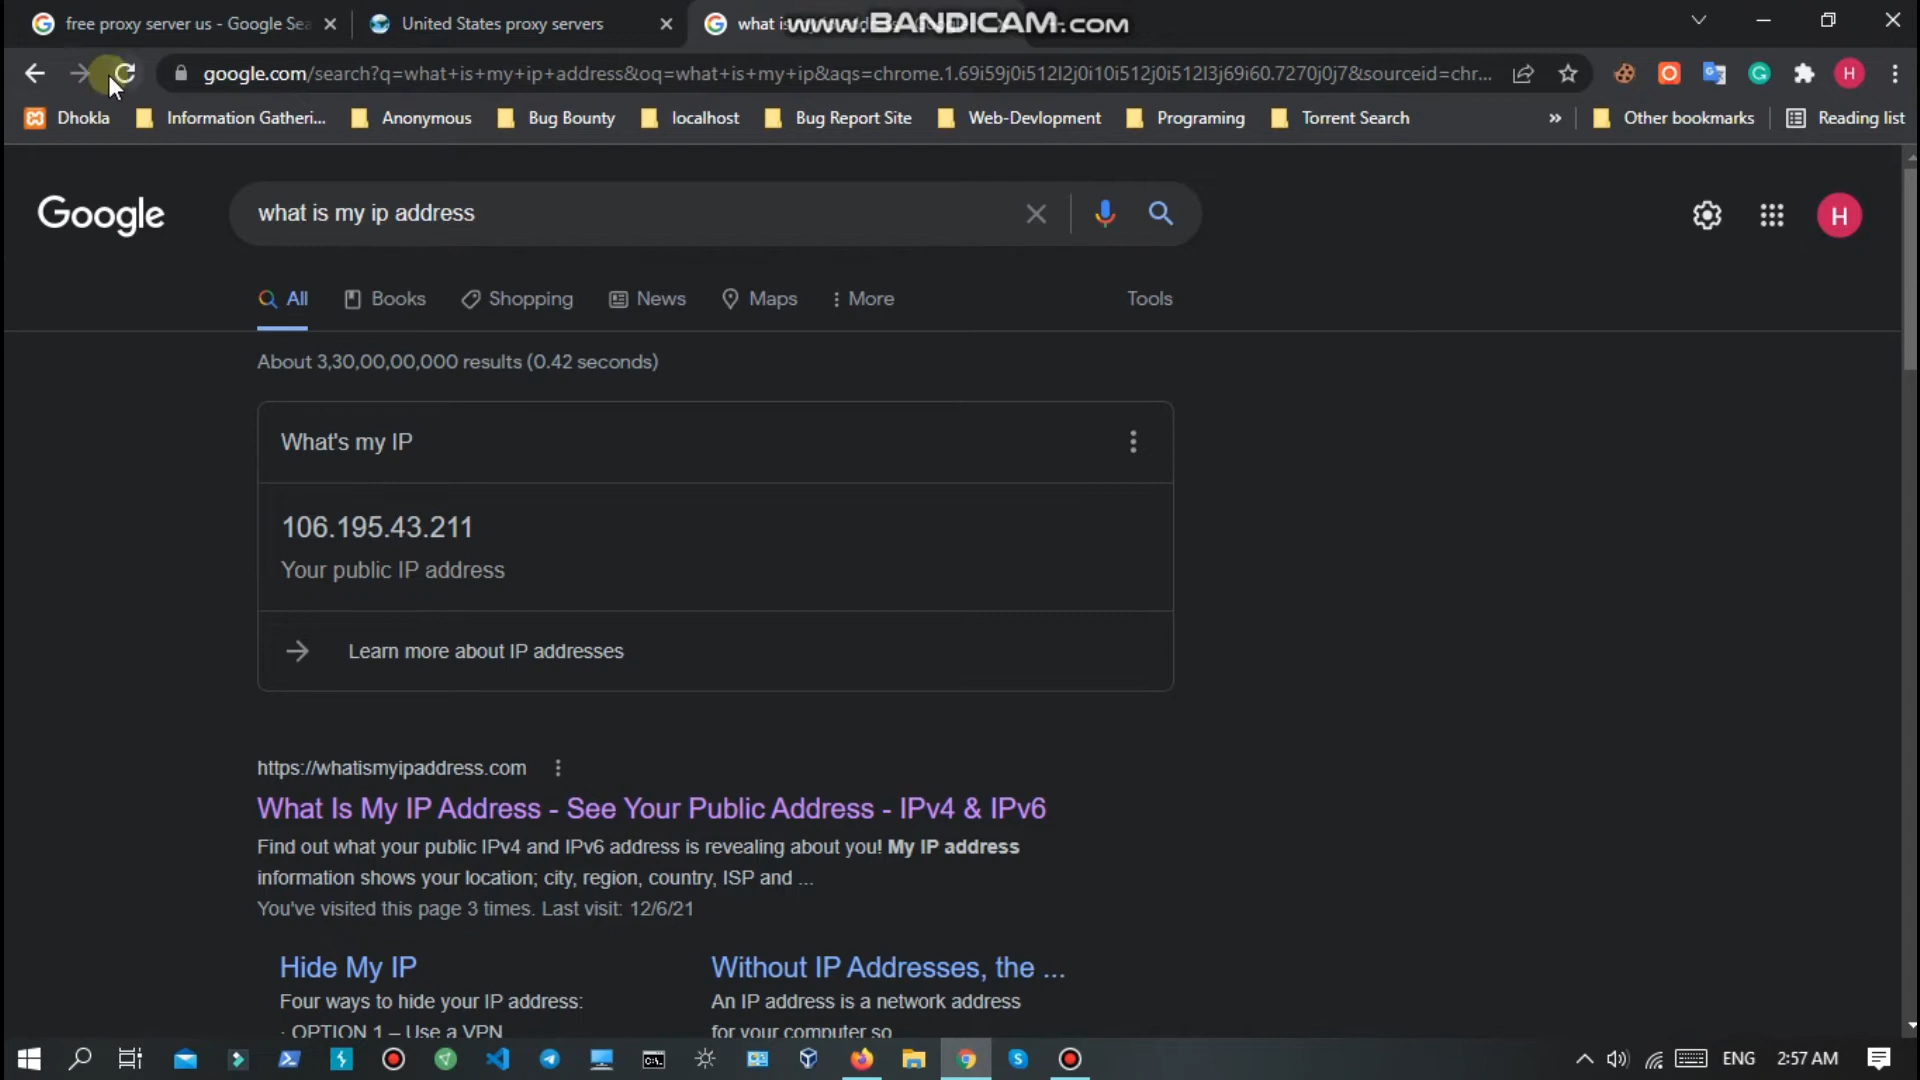 free proxy server us - Google Sea
United States proxy servers
what is
www.BANDICAM.com
google.com/search?q=what+is+my+ip+address&oq=what+is+my+ip&aqs=chrome.1.69i59j0i512l2j0i10i512j0i512l3j69i60.7270j0j7&sourceid=chr...
H
Dhokla
Information Gatheri...
Anonymous
Bug Bounty
localhost
Bug Report Site
Web-Devlopment
Programing
Torrent Search
»
Other bookmarks
Reading list
Google
what is my ip address
H
All
Books
Shopping
News
Maps
More
Tools
About 3,30,00,00,000 results (0.42 seconds)
What's my IP
106.195.43.211
Your public IP address
Learn more about IP addresses
https://whatismyipaddress.com
What Is My IP Address - See Your Public Address - IPv4 & IPv6
Find out what your public IPv4 and IPv6 address is revealing about you! My IP address
information shows your location; city, region, country, ISP and ...
You've visited this page 3 times. Last visit: 12/6/21
Hide My IP
Without IP Addresses, the ...
Four ways to hide your IP address:
An IP address is a network address
· OPTION 1 – Use a VPN
for your computer so
ENG
2:57 AM